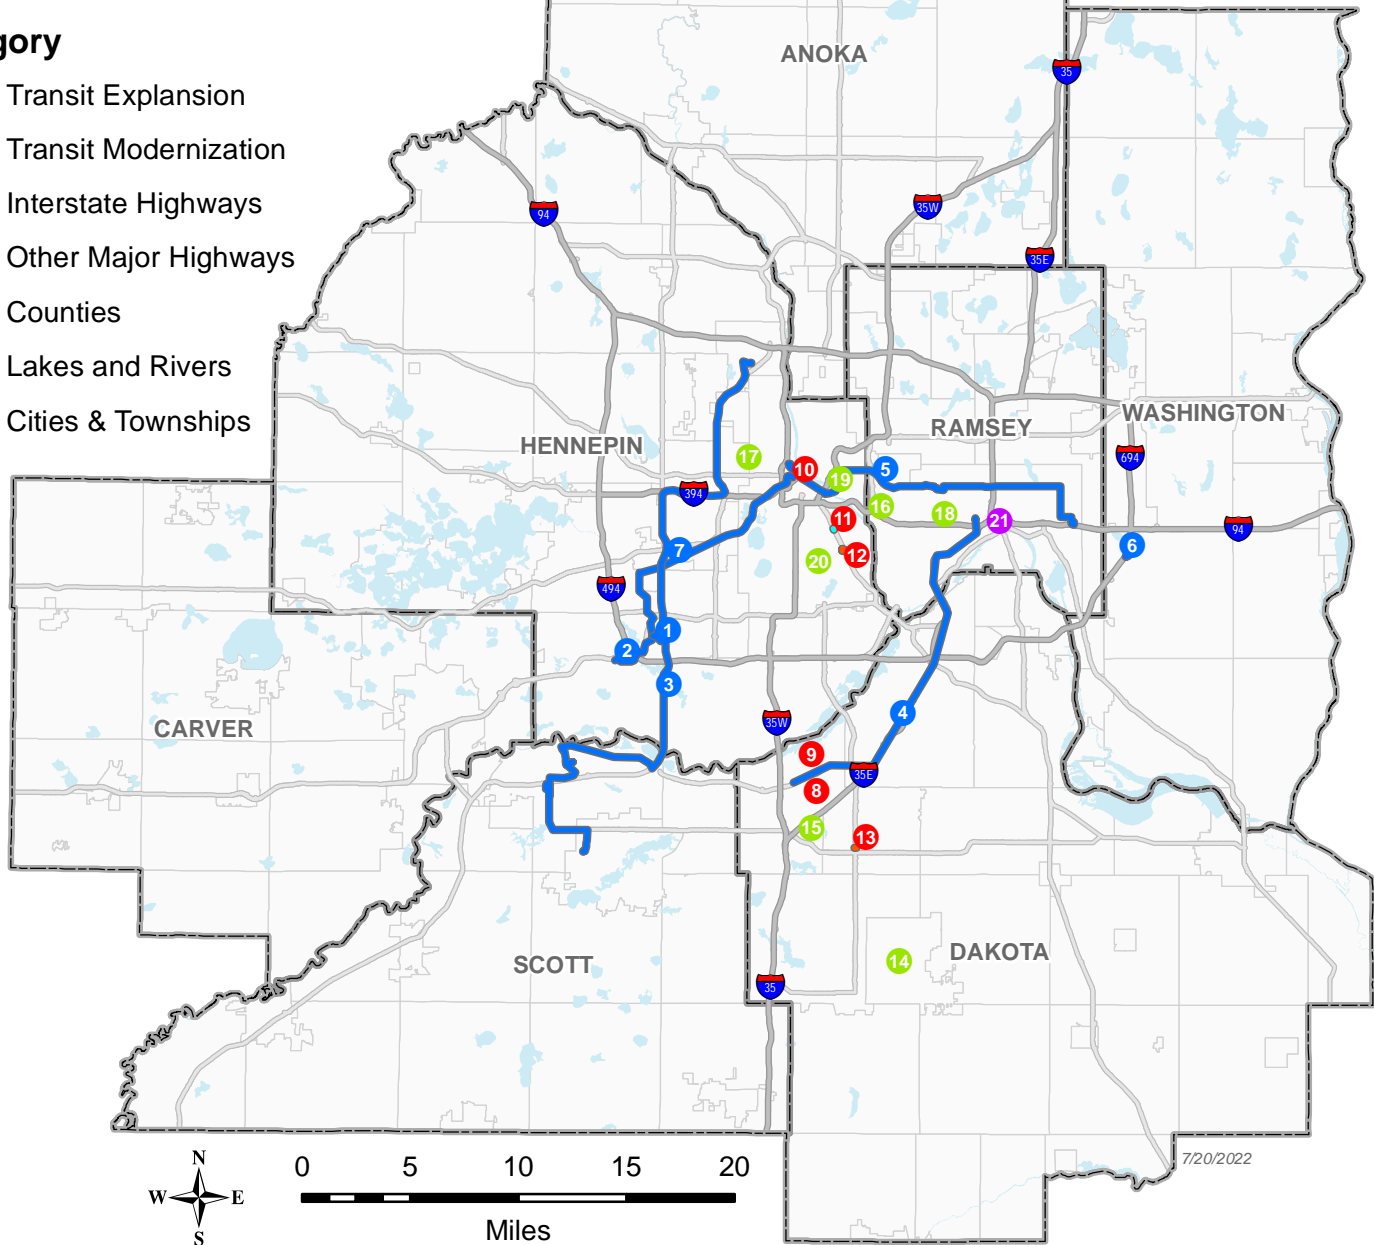 gory
Transit Explansion
Transit Modernization
Interstate Highways
Other Major Highways
Counties
Lakes and Rivers
Cities & Townships
ANOKA
35
94
35W
35E
HENNEPIN
RAMSEY
WASHINGTON
694
17
10
5
19
394
16
18
21
11
94
7
12
6
20
494
1
2
3
CARVER
35W
4
9
35E
8
15
13
SCOTT
DAKOTA
14
35
N
W E
S
0 5 10 15 20
Miles
7/20/2022